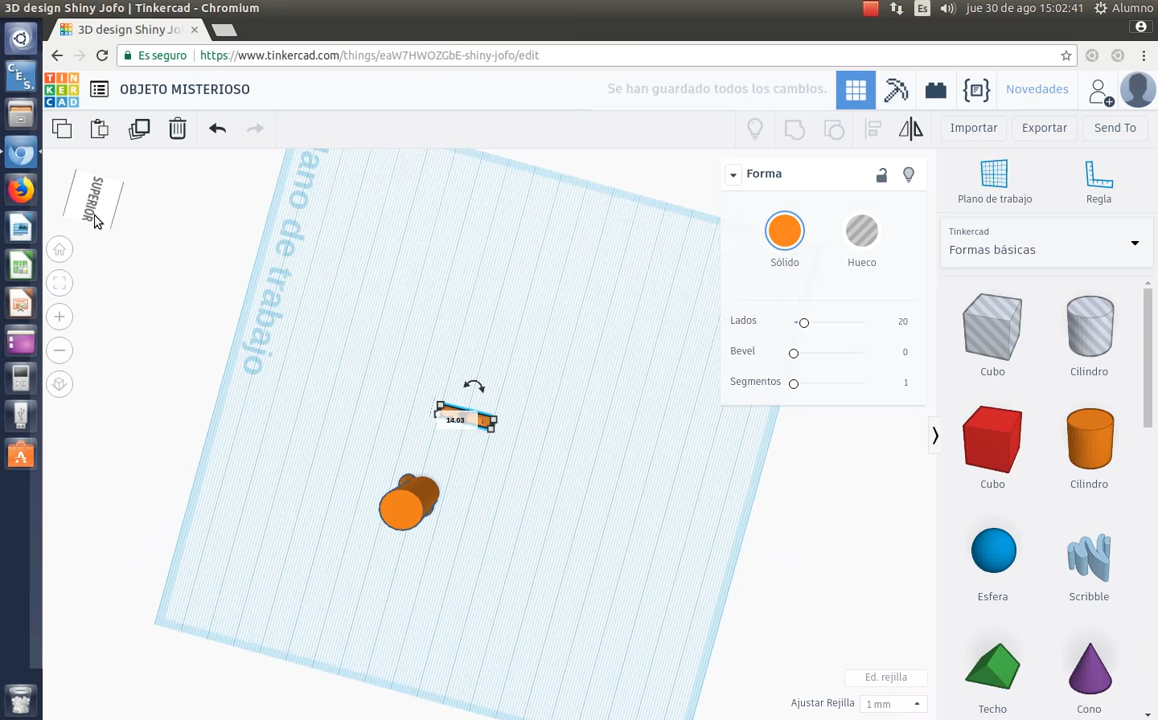 3D design Shiny Jofo | Tinkercad - Chromium
Es
jue 30 de ago 15:02:41
Alumno
3D design Shiny Jo
Es seguro
https://www.tinkercad.com/things/eaW7HWOZGbE-shiny-jofo/edit
TIN
KER
CAD
OBJETO MISTERIOSO
Se han guardado todos los cambios.
Novedades
Importar
Exportar
Send To
SUPERIOR
lano de trabajo
14.03
Forma
Sólido
Hueco
Lados
20
Bevel
0
Segmentos
1
Plano de trabajo
Regla
Tinkercad
Formas básicas
Cubo
Cilindro
Cubo
Cilindro
Esfera
Scribble
Techo
Cono
Ed. rejilla
Ajustar Rejilla
1 mm